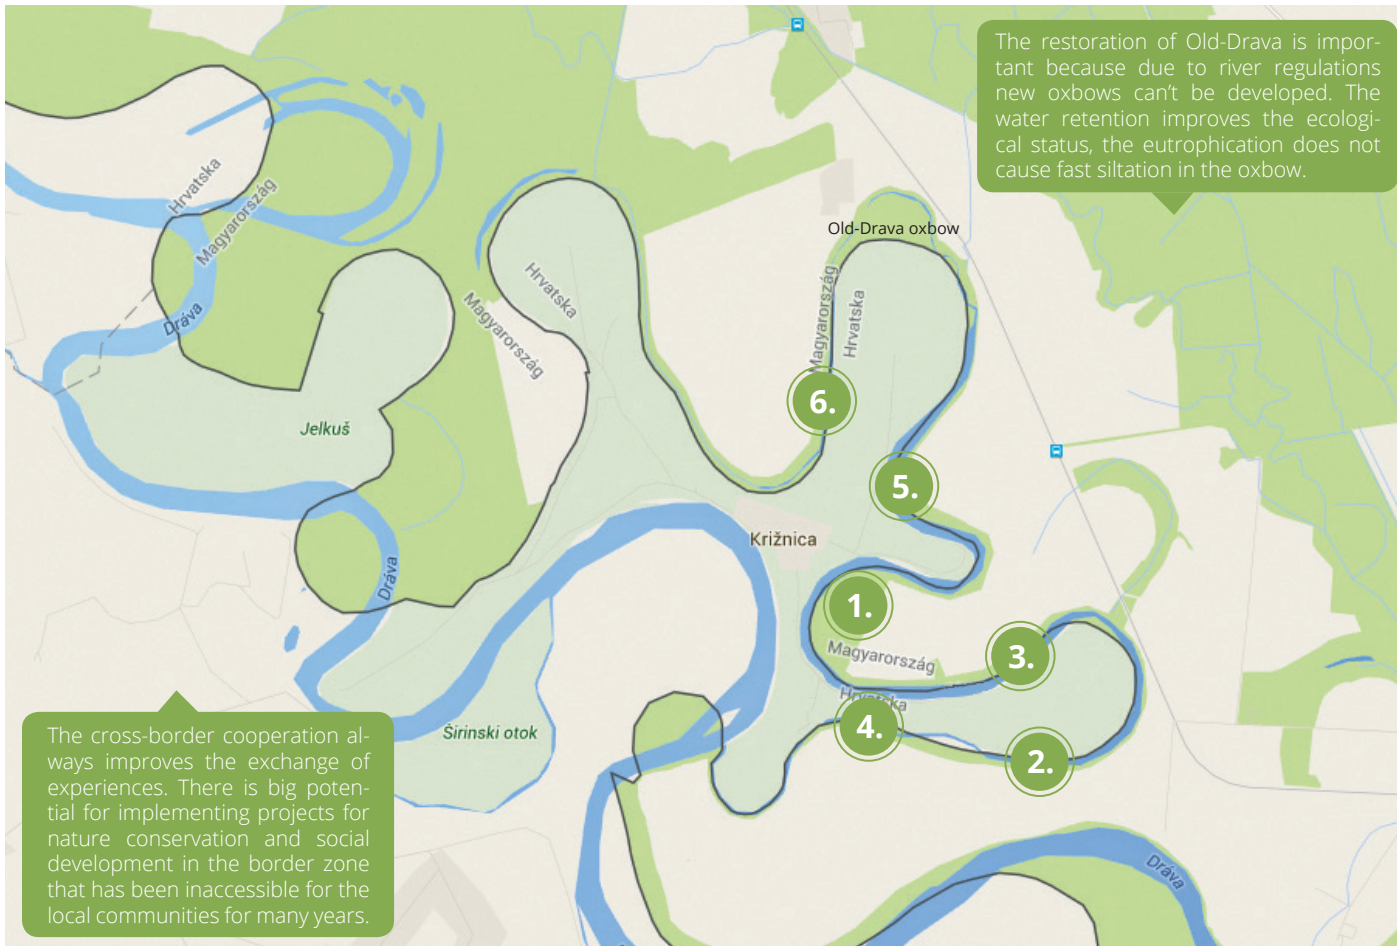 The restoration of Old-Drava is impor-
tant because due to river regulations
new oxbows can't be developed. The
water retention improves the ecologi-
cal status, the eutrophication does not
cause fast siltation in the oxbow.
Hrvatska
Magyarország
Old-Drava oxbow
Hrvatska
Magyarország
Magyarország
Hrvatska
Dráva
Jelkuš
6.
5.
Križnica
Dráva
1.
3.
Magyarország
Hrvatska
4.
2.
Širinski otok
Dráva
The cross-border cooperation al-
ways improves the exchange of
experiences. There is big poten-
tial for implementing projects for
nature conservation and social
development in the border zone
that has been inaccessible for the
local communities for many years.